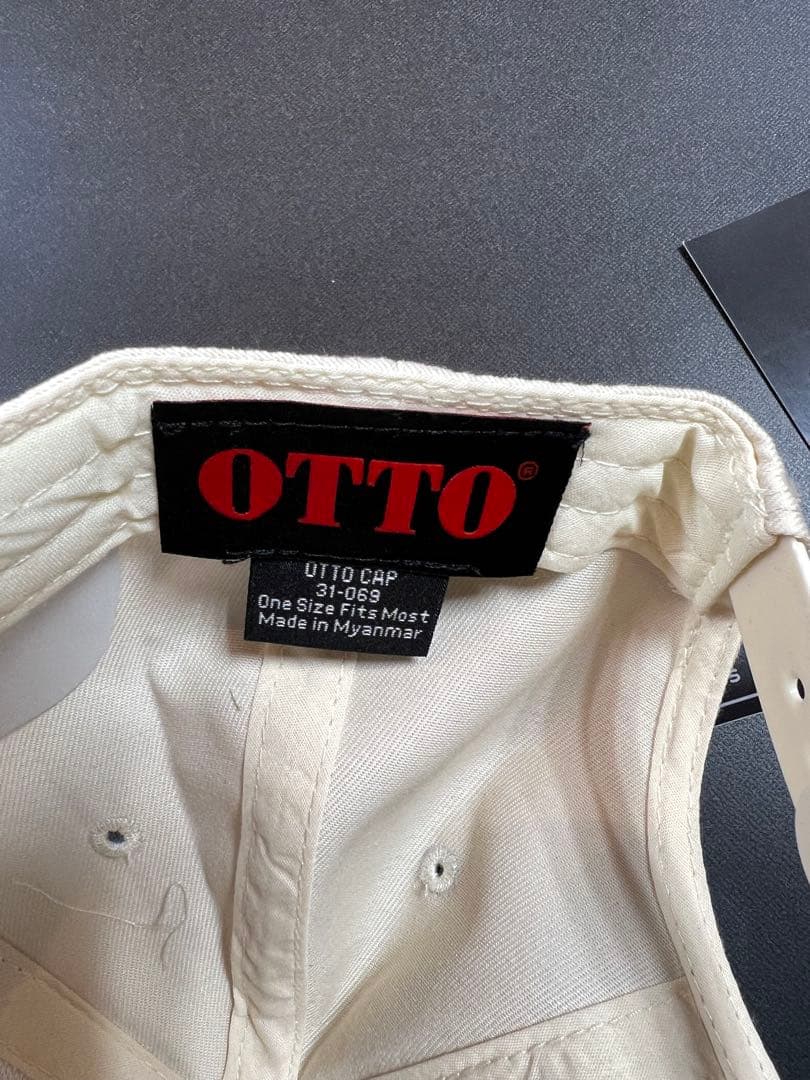 OTTO®
OTTO CAP
31-069
One Size Fits Most
Made in Myanmar